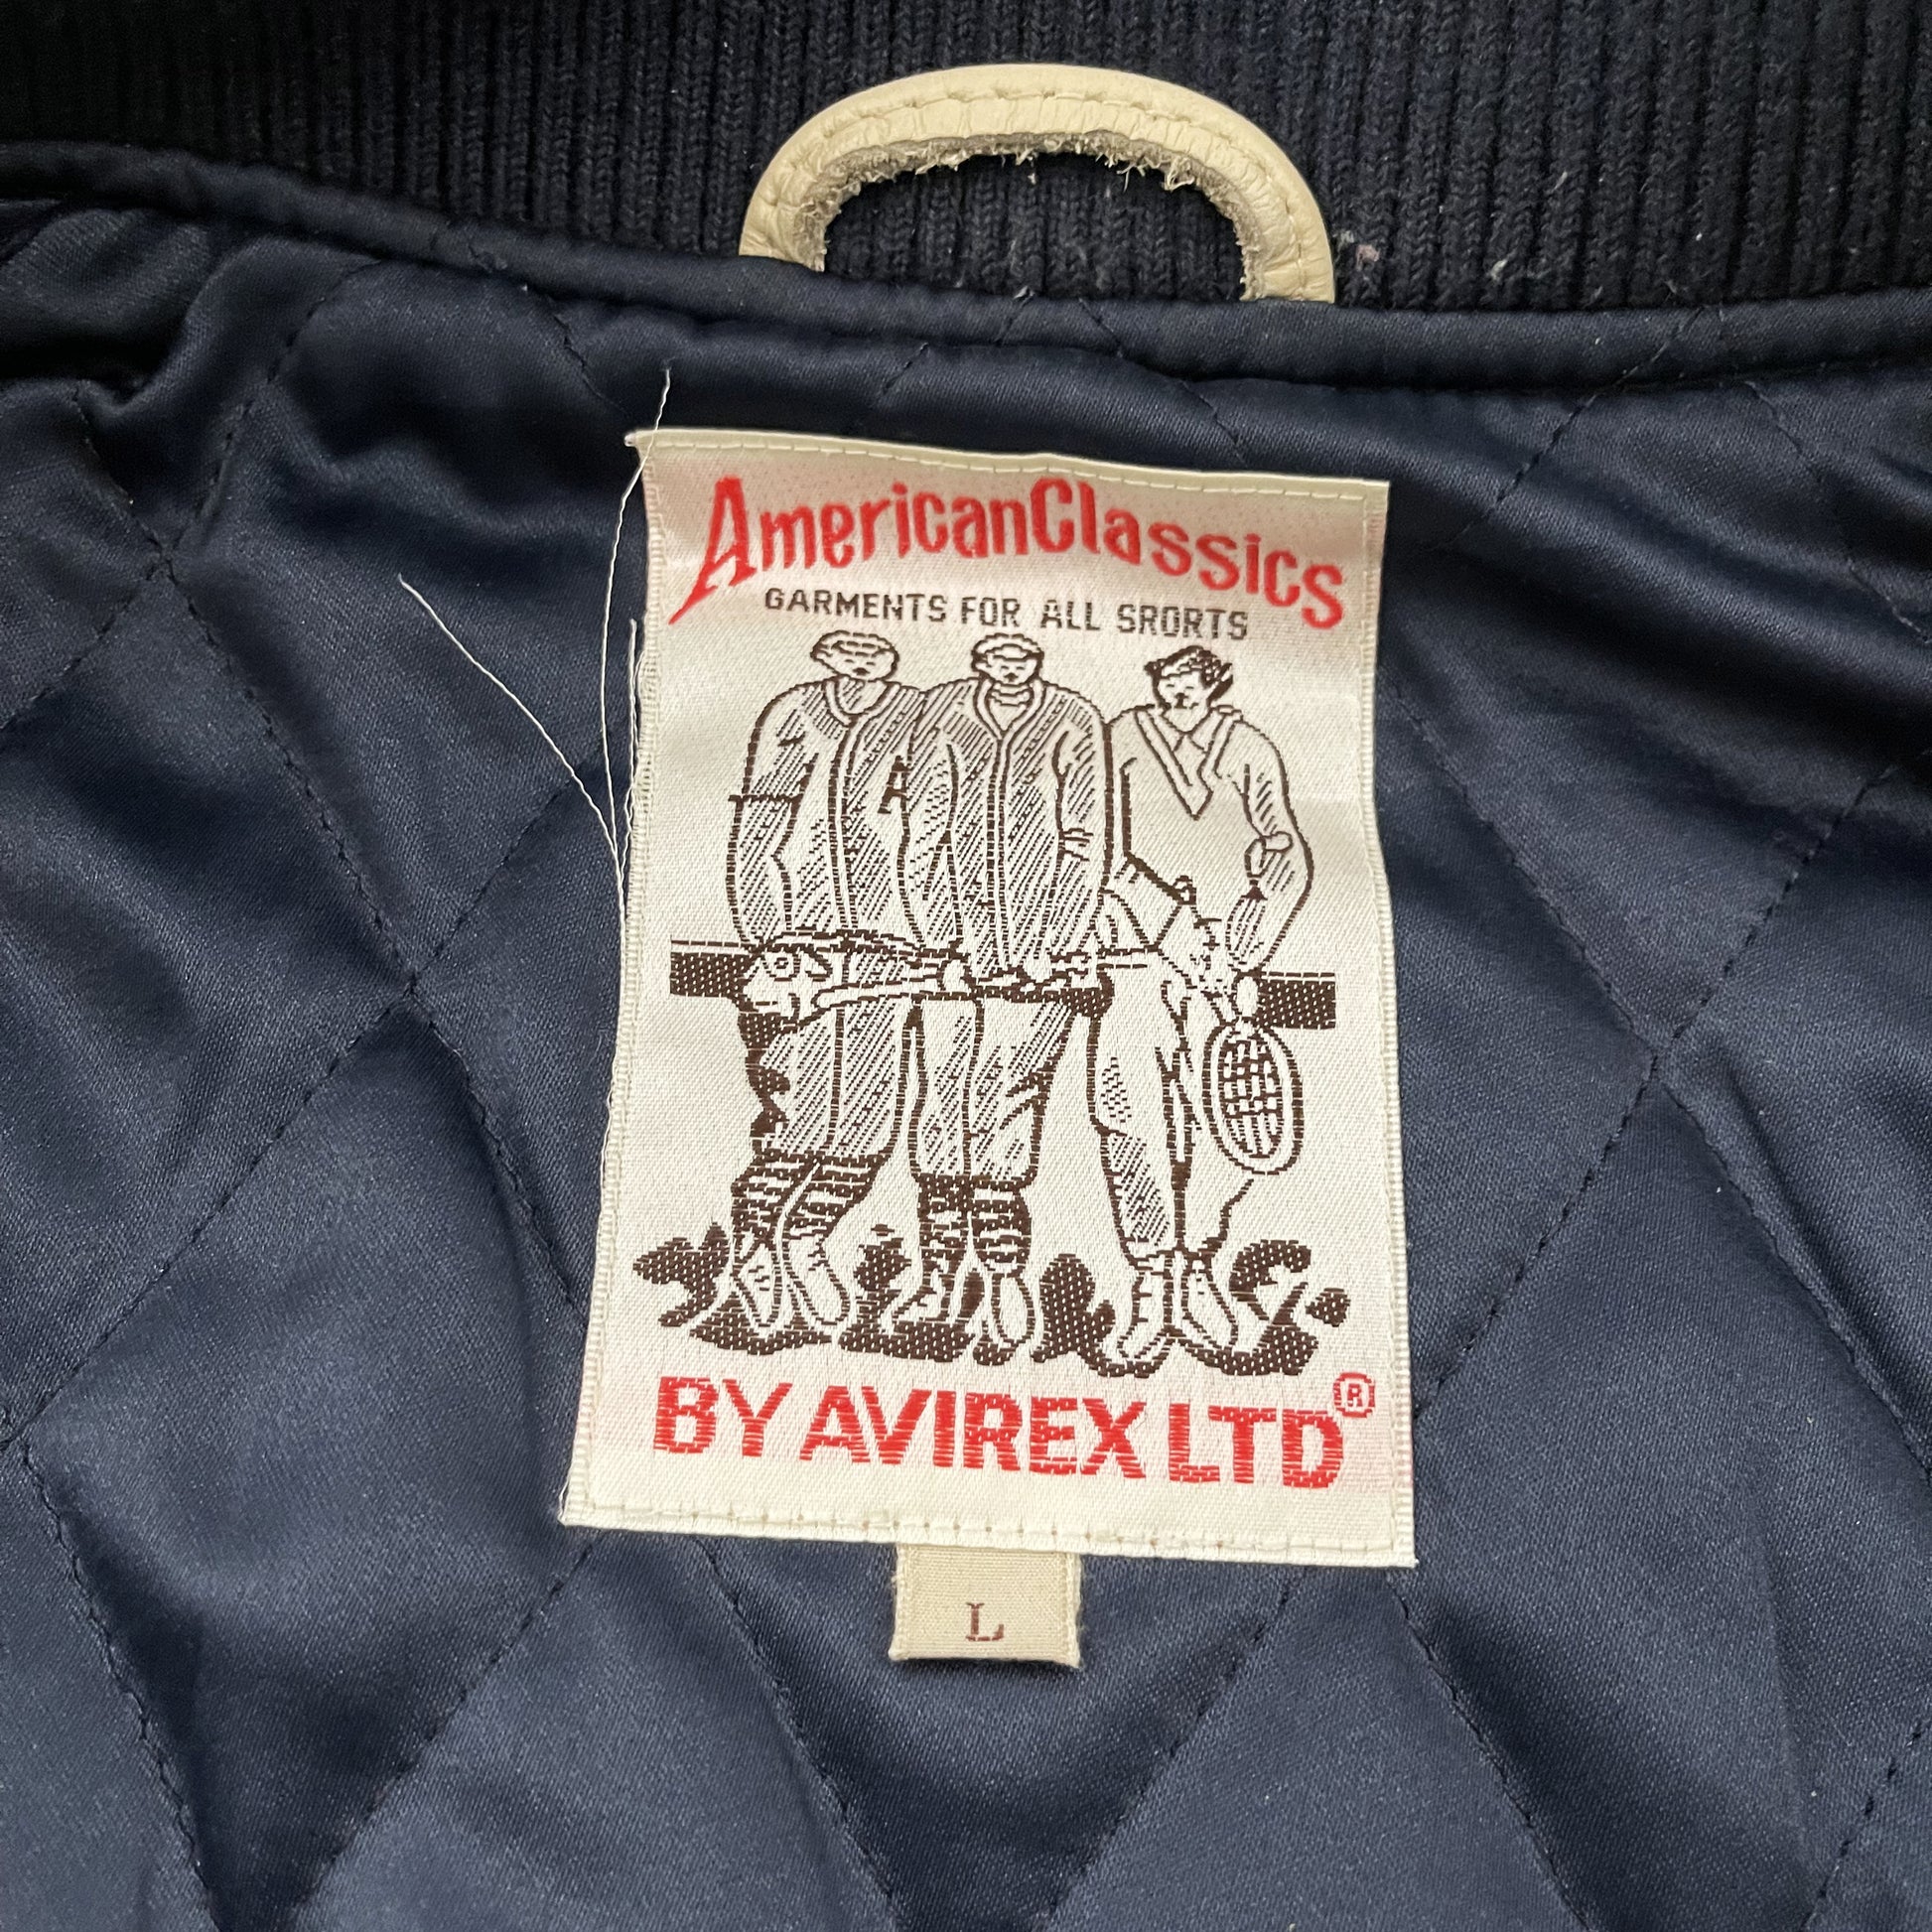 AmericanClassics
GARMENTS FOR ALL SRORTS
A
BY AVIREX LTD®
L